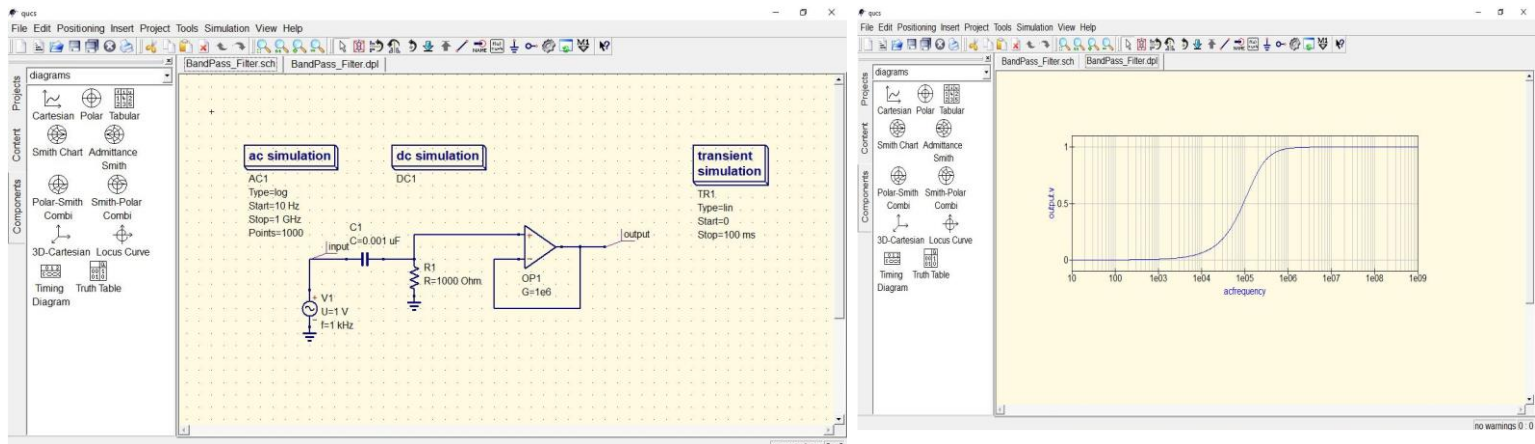 qucs
File Edit Positioning Insert Project Tools Simulation View Help
BandPass_Filter.sch BandPass_Filter.dpl
Projects
Content
Components
diagrams
Cartesian Polar Tabular
Smith Chart Admittance
Smith
Polar-Smith Smith-Polar
Combi Combi
3D-Cartesian Locus Curve
Timing Truth Table
Diagram
ac simulation
AC1
Type=log
Start=10 Hz
Stop=1 GHz
Points=1000
dc simulation
DC1
transient
simulation
TR1
Type=lin
Start=0
Stop=100 ms
C1
C=0.001 uF
input
R1
R=1000 Ohm
V1
U=1 V
f=1 kHz
OP1
G=1e6
output
qucs
File Edit Positioning Insert Project Tools Simulation View Help
BandPass_Filter.sch BandPass_Filter.dpl
Projects
Content
Components
diagrams
Cartesian Polar Tabular
Smith Chart Admittance
Smith
Polar-Smith Smith-Polar
Combi Combi
3D-Cartesian Locus Curve
Timing Truth Table
Diagram
1
0.5
0
output.v
10 100 1e03 1e04 1e05 1e06 1e07 1e08 1e09
acfrequency
no warnings 0 : 0